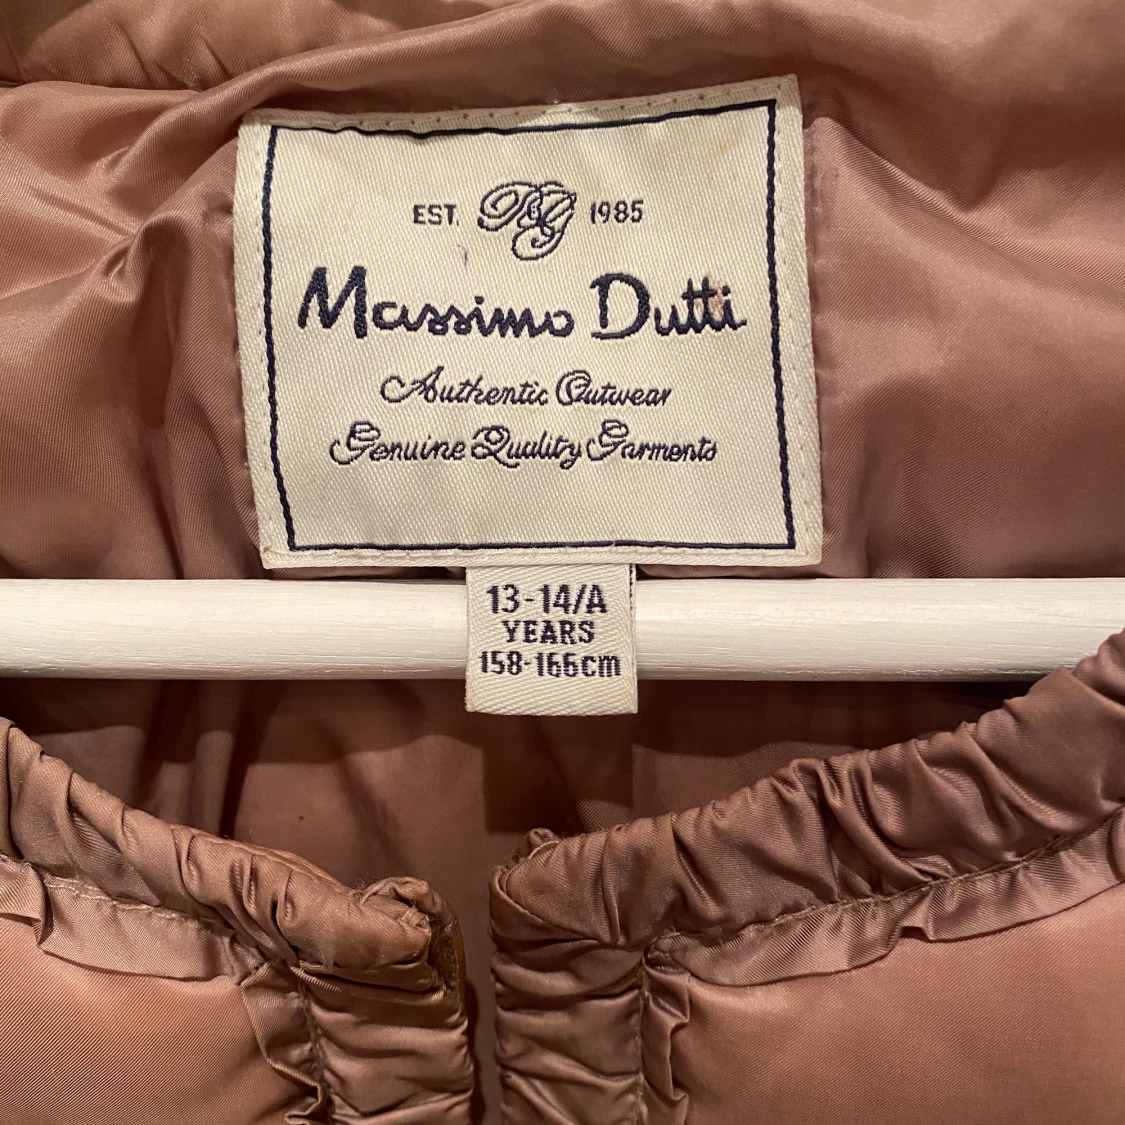 EST. 1985
Massimo Dutti
Authentic Outwear
Genuine Quality Garments
13-14/A
YEARS
158-166cm